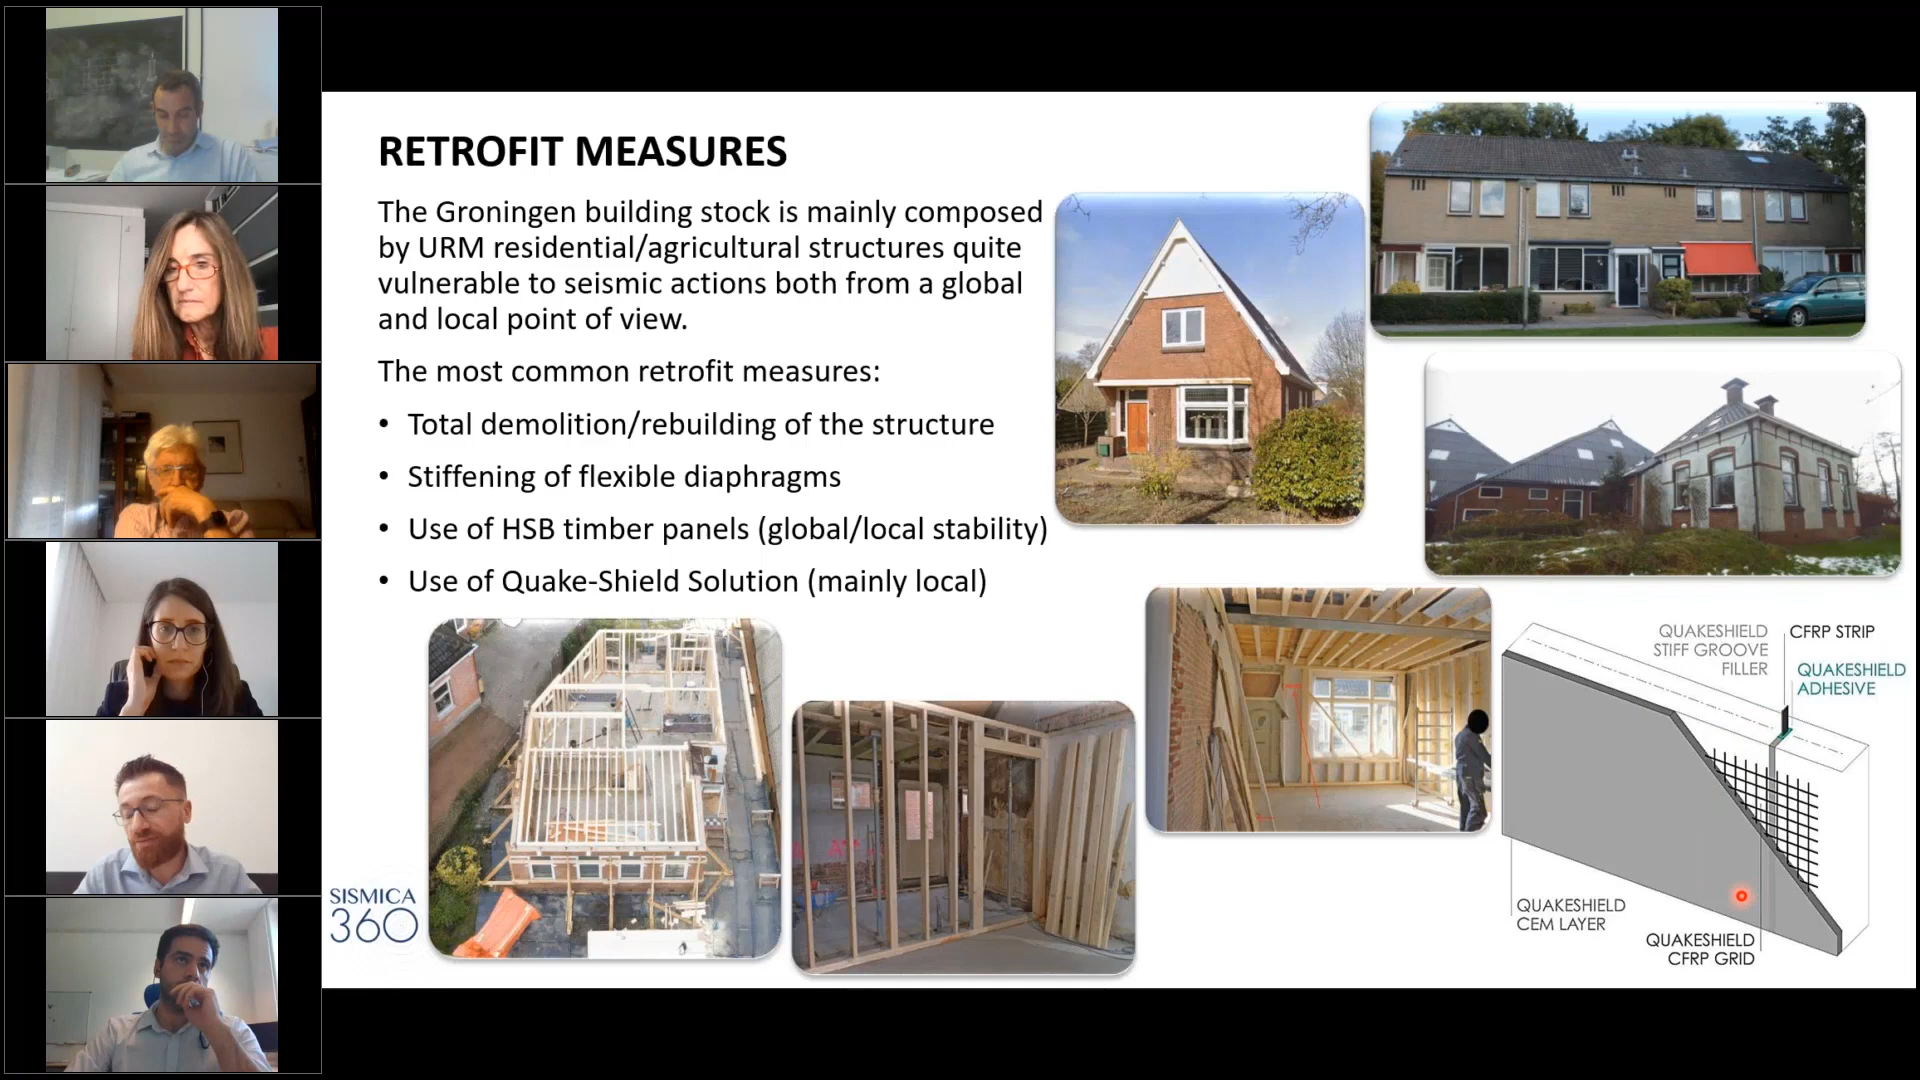 RETROFIT MEASURES
The Groningen building stock is mainly composed
by URM residential/agricultural structures quite
vulnerable to seismic actions both from a global
and local point of view.
The most common retrofit measures:
• Total demolition/rebuilding of the structure
• Stiffening of flexible diaphragms
• Use of HSB timber panels (global/local stability)
• Use of Quake-Shield Solution (mainly local)
QUAKESHIELD
STIFF GROOVE
FILLER
CFRP STRIP
QUAKESHIELD
ADHESIVE
QUAKESHIELD
CEM LAYER
QUAKESHIELD
CFRP GRID
SISMICA
360